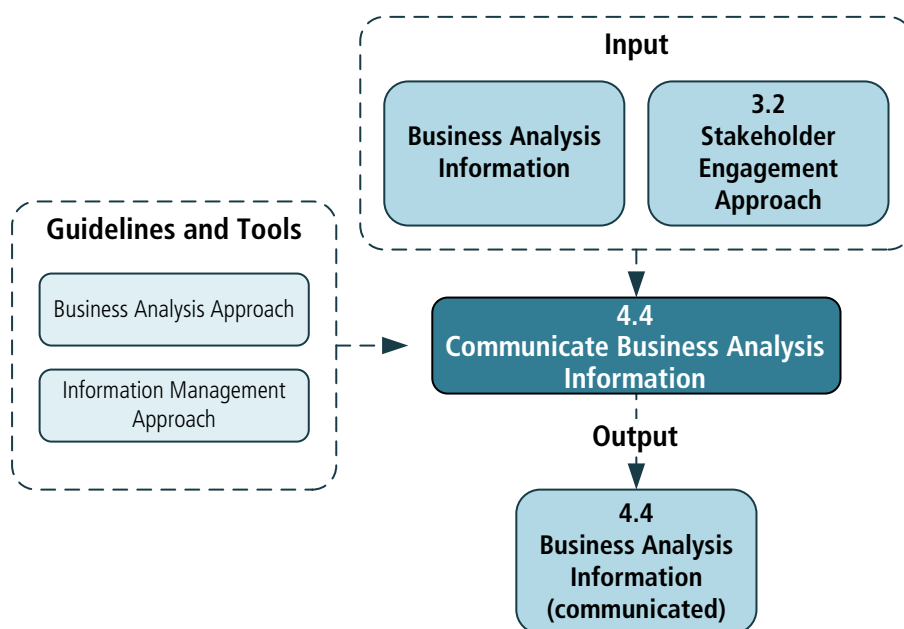 Input
Business Analysis
Information
3.2
Stakeholder
Engagement
Approach
Guidelines and Tools
Business Analysis Approach
Information Management
Approach
4.4
Communicate Business Analysis
Information
Output
4.4
Business Analysis
Information
(communicated)